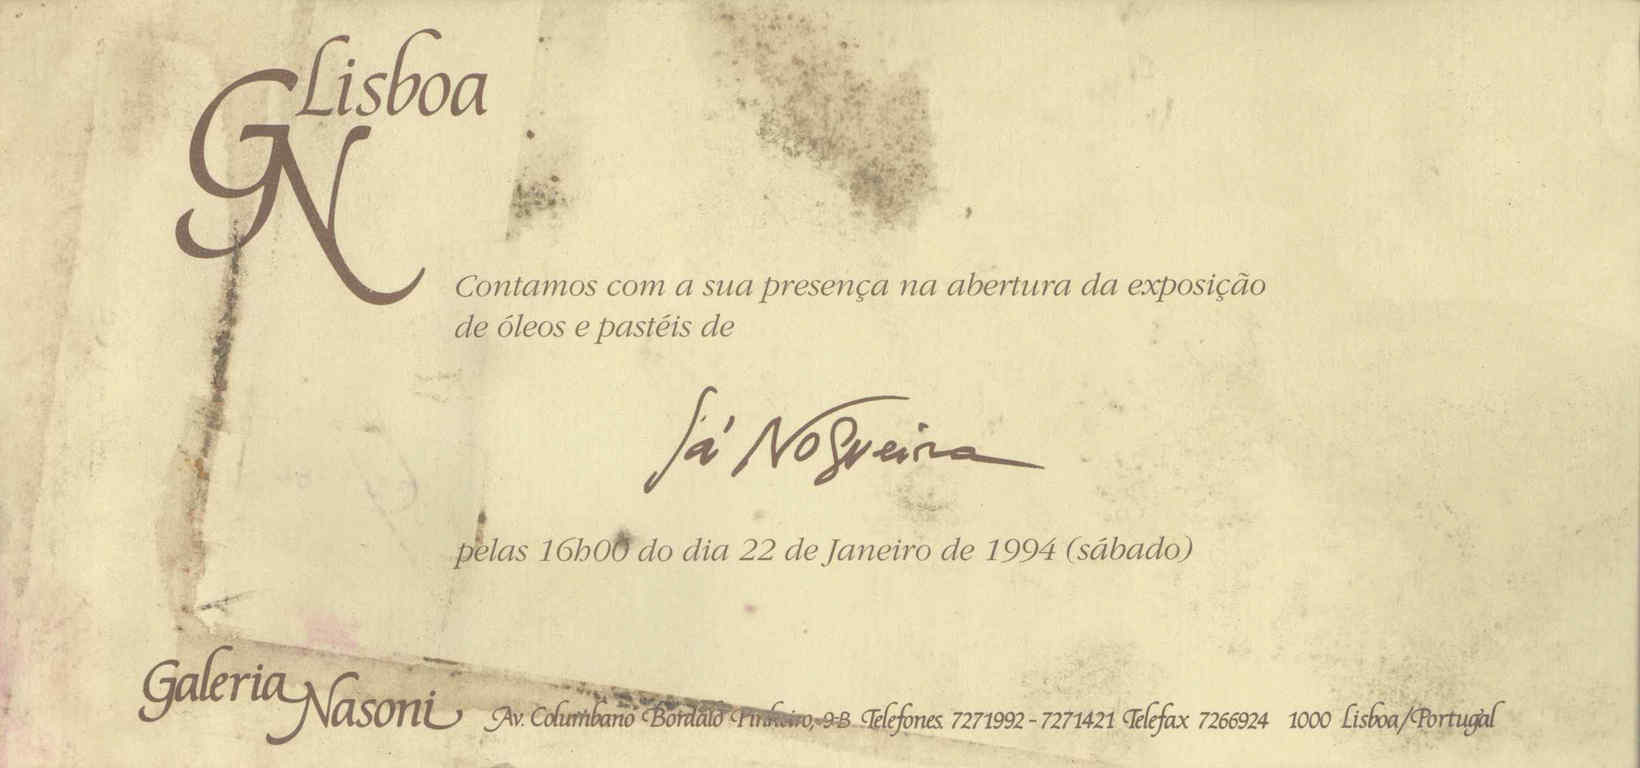 Lisboa
GN
Contamos com a sua presença na abertura da exposição
de óleos e pastéis de
Sá Nogueira
pelas 16h00 do dia 22 de Janeiro de 1994 (sábado)
Galeria Nasoni Av. Columbano Bordalo Pinheiro, 9-B Telefones. 7271992 - 7271421 Telefax 7266924 1000 Lisboa/Portugal